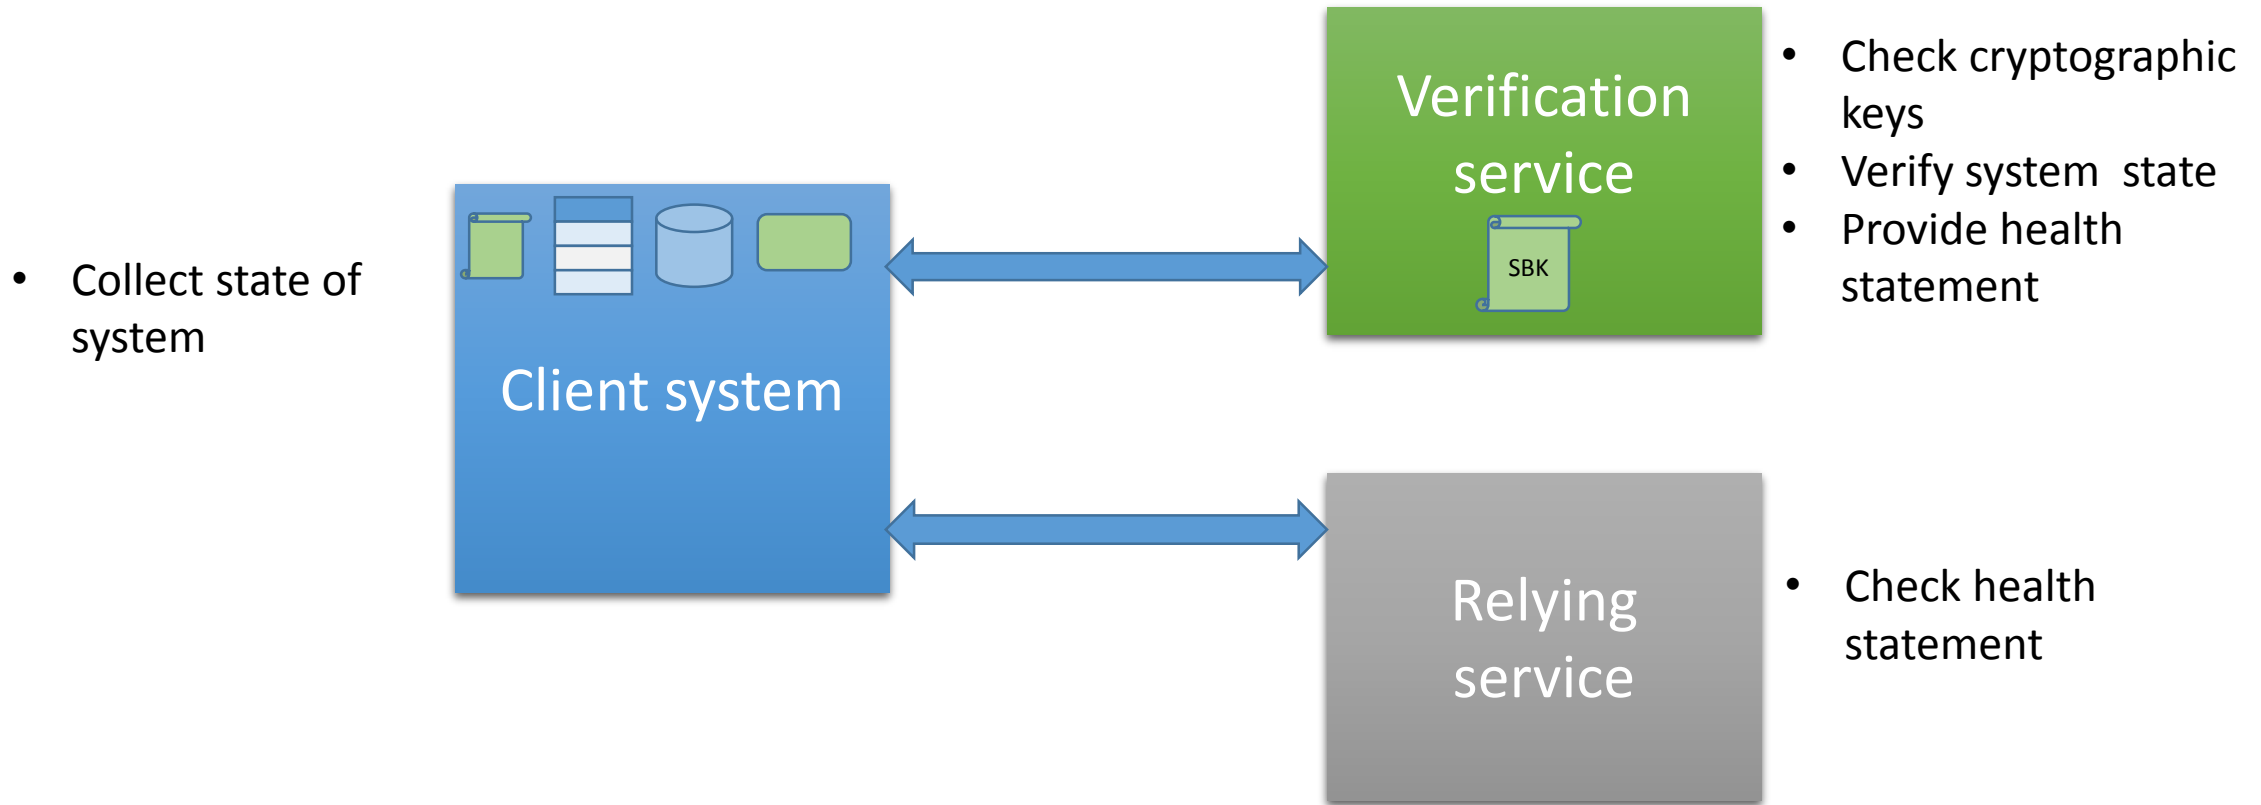 • Collect state of
system
Client system
Verification
service
SBK
• Check cryptographic
keys
• Verify system  state
• Provide health
statement
Relying
service
• Check health
statement